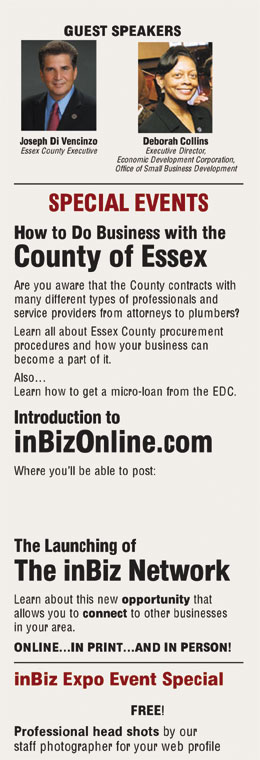 GUEST SPEAKERS
Joseph Di Vencinzo
Essex County Executive
Deborah Collins
Executive Director,
Economic Development Corporation,
Office of Small Business Development
SPECIAL EVENTS
How to Do Business with the
County of Essex
Are you aware that the County contracts with
many different types of professionals and
service providers from attorneys to plumbers?
Learn all about Essex County procurement
procedures and how your business can
become a part of it.
Also...
Learn how to get a micro-loan from the EDC.
Introduction to
inBizOnline.com
Where you'll be able to post:
The Launching of
The inBiz Network
Learn about this new opportunity that
allows you to connect to other businesses
in your area.
ONLINE...IN PRINT...AND IN PERSON!
inBiz Expo Event Special
FREE!
Professional head shots by our
staff photographer for your web profile